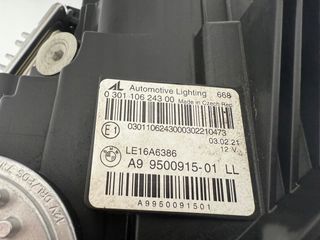 AL Automotive Lighting 668
0 301 106 243 00 Made in Czech Rep.
0301106243000302210473
E1
03.02.21
12 V
LE16A6386
A9 9500915-01 LL
A9950091501